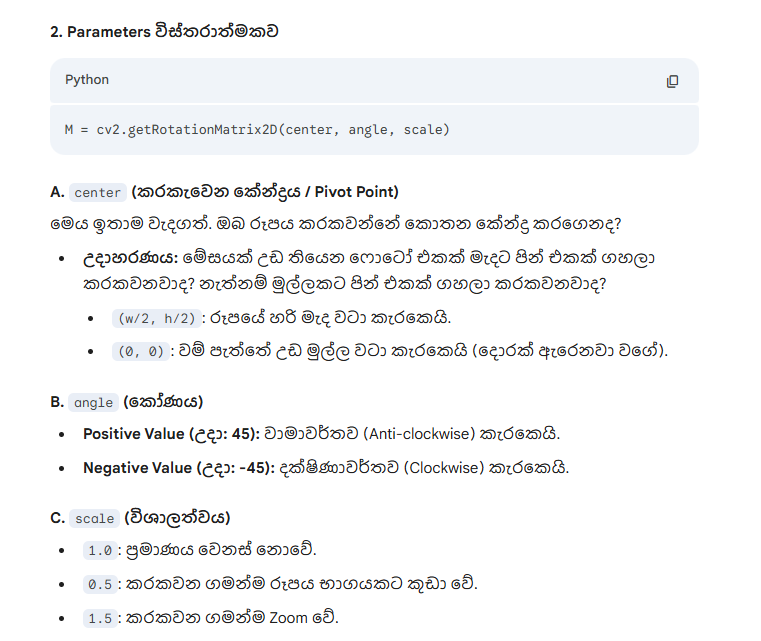 2. Parameters විස්තරාත්මකව
Python
M = cv2.getRotationMatrix2D(center, angle, scale)
A. center (කරකැවෙන කේන්ද්‍රය / Pivot Point)
මෙය ඉතාම වැදගත්. ඔබ රූපය කරකවන්නේ කොතන කේන්ද්‍ර කරගෙනද?
• උදාහරණය: මේසයක් උඩ තියෙන ෆොටෝ එකක් මැදට පින් එකක් ගහලා
කරකවනවාද? නැත්නම් මුල්ලකට පින් එකක් ගහලා කරකවනවාද?
• (w/2, h/2) : රූපයේ හරි මැද වටා කැරකෙයි.
• (0, 0) : වම් පැත්තේ උඩ මුල්ල වටා කැරකෙයි (දොරක් ඇරෙනවා වගේ).
B. angle (කෝණය)
• Positive Value (උදා: 45): වාමාවර්තව (Anti-clockwise) කැරකෙයි.
• Negative Value (උදා: -45): දක්ෂිණාවර්තව (Clockwise) කැරකෙයි.
C. scale (විශාලත්වය)
• 1.0 : ප්‍රමාණය වෙනස් නොවේ.
• 0.5 : කරකවන ගමන්ම රූපය භාගයකට කුඩා වේ.
• 1.5 : කරකවන ගමන්ම Zoom වේ.